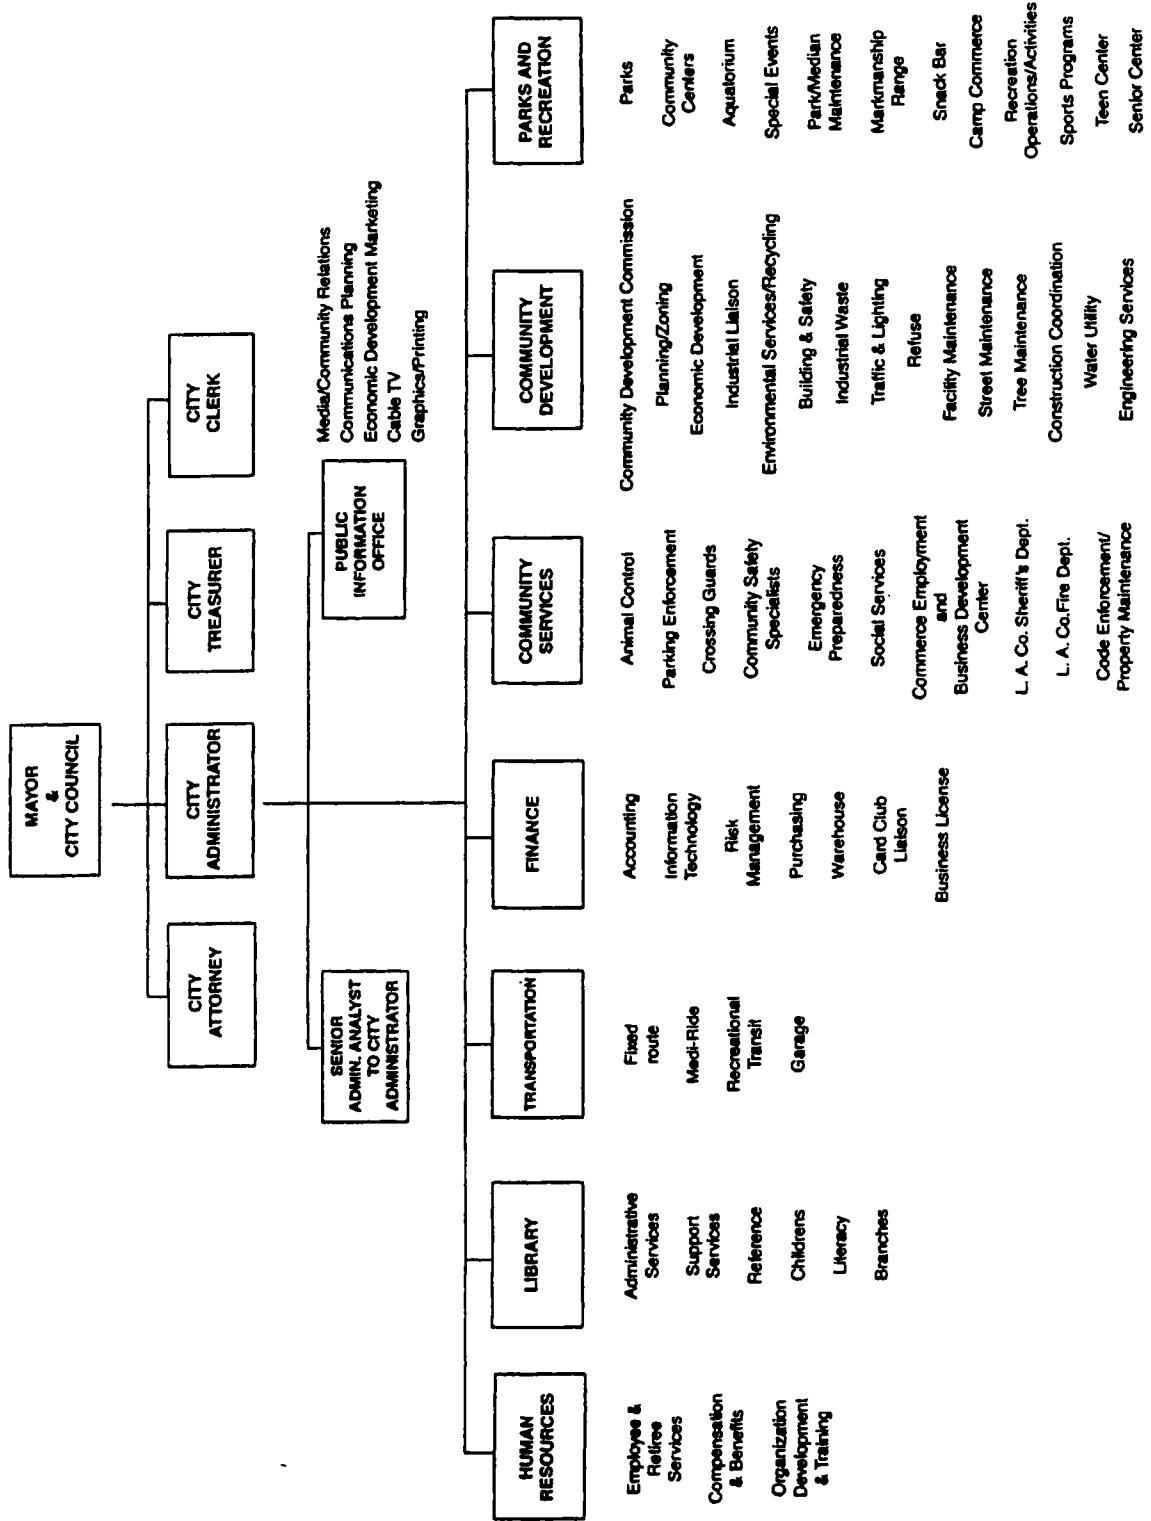 MAYOR
&
CITY COUNCIL
CITY
ATTORNEY
CITY
ADMINISTRATOR
CITY
TREASURER
CITY
CLERK
SENIOR
ADMIN. ANALYST
TO CITY
ADMINISTRATOR
PUBLIC
INFORMATION
OFFICE
Media/Community Relations
Communications Planning
Economic Development Marketing
Cable TV
Graphics/Printing
HUMAN
RESOURCES
Employee &
Retiree
Services
Compensation
& Benefits
Organization
Development
& Training
LIBRARY
Administrative
Services
Support
Services
Reference
Childrens
Literacy
Branches
TRANSPORTATION
Fixed
route
Medi-Ride
Recreational
Transit
Garage
FINANCE
Accounting
Information
Technology
Risk
Management
Purchasing
Warehouse
Card Club
Liaison
Business License
COMMUNITY
SERVICES
Animal Control
Parking Enforcement
Crossing Guards
Community Safety
Specialists
Emergency
Preparedness
Social Services
Commerce Employment
and
Business Development
Center
L. A. Co. Sheriff's Dept.
L. A. Co.Fire Dept.
Code Enforcement/
Property Maintenance
COMMUNITY
DEVELOPMENT
Community Development Commission
Planning/Zoning
Economic Development
Industrial Liaison
Environmental Services/Recycling
Building & Safety
Industrial Waste
Traffic & Lighting
Refuse
Facility Maintenance
Street Maintenance
Tree Maintenance
Construction Coordination
Water Utility
Engineering Services
PARKS AND
RECREATION
Parks
Community
Centers
Aquatorium
Special Events
Park/Median
Maintenance
Markmanship
Range
Snack Bar
Camp Commerce
Recreation
Operations/Activities
Sports Programs
Teen Center
Senior Center